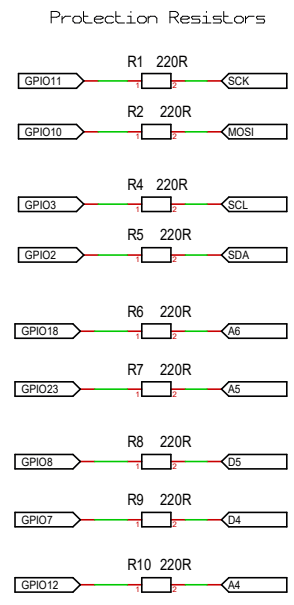 Protection Resistors
R1 220R
GPIO11 1 2 SCK
R2 220R
GPIO10 1 2 MOSI
R4 220R
GPIO3 1 2 SCL
R5 220R
GPIO2 1 2 SDA
R6 220R
GPIO18 1 2 A6
R7 220R
GPIO23 1 2 A5
R8 220R
GPIO8 1 2 D5
R9 220R
GPIO7 1 2 D4
R10 220R
GPIO12 1 2 A4